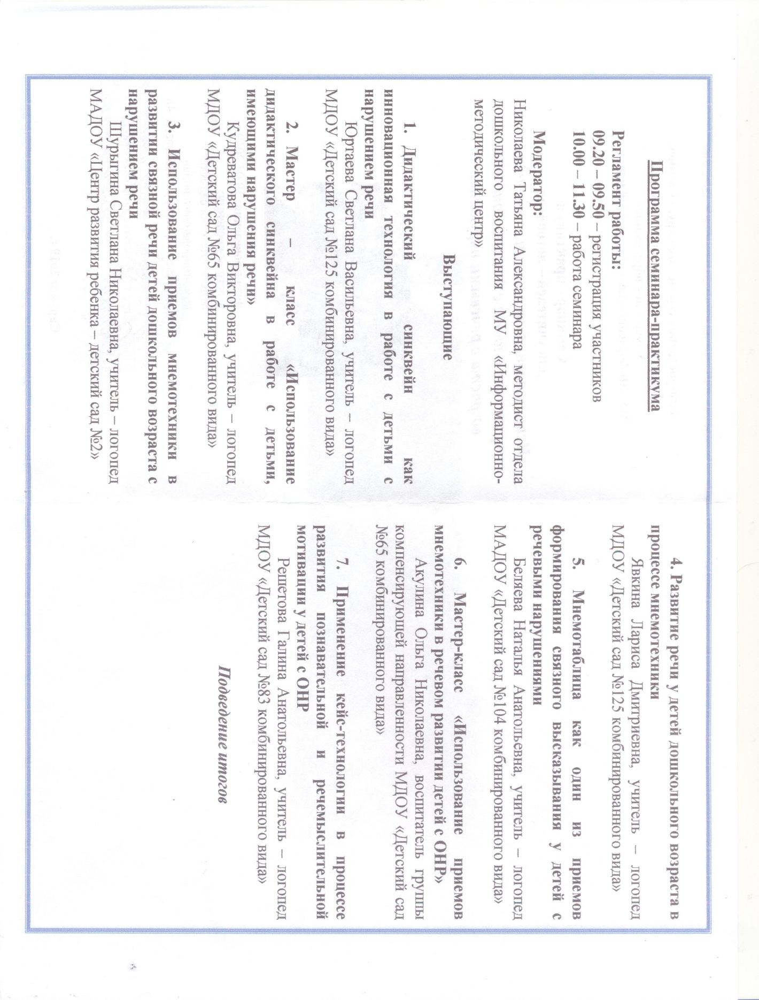 Программа семинара-практикума
Регламент работы:
09.20 – 09.50 – регистрация участников
10.00 – 11.30 – работа семинара
Модератор:
Николаева Татьяна Александровна, методист отдела
дошкольного воспитания МУ «Информационно-
методический центр»
Выступающие
1. Дидактический синквейн как
инновационная технология в работе с детьми с
нарушением речи
Юртаева Светлана Васильевна, учитель – логопед
МДОУ «Детский сад №125 комбинированного вида»
2. Мастер – класс «Использование
дидактического синквейна в работе с детьми,
имеющими нарушения речи»
Кудреватова Ольга Викторовна, учитель – логопед
МДОУ «Детский сад №65 комбинированного вида»
3. Использование приемов мнемотехники в
развитии связной речи детей дошкольного возраста с
нарушением речи
Шурыгина Светлана Николаевна, учитель – логопед
МАДОУ «Центр развития ребенка – детский сад №2»
4. Развитие речи у детей дошкольного возраста в
процессе мнемотехники
Явкина Лариса Дмитриевна, учитель – логопед
МДОУ «Детский сад №125 комбинированного вида»
5. Мнемотаблица как один из приемов
формирования связного высказывания у детей с
речевыми нарушениями
Беляева Наталья Анатольевна, учитель – логопед
МАДОУ «Детский сад №104 комбинированного вида»
6. Мастер-класс «Использование приемов
мнемотехники в речевом развитии детей с ОНР»
Акулина Ольга Николаевна, воспитатель группы
компенсирующей направленности МДОУ «Детский сад
№65 комбинированного вида»
7. Применение кейс-технологии в процессе
развития познавательной и речемыслительной
мотивации у детей с ОНР
Решетова Галина Анатольевна, учитель – логопед
МДОУ «Детский сад №83 комбинированного вида»
Подведение итогов